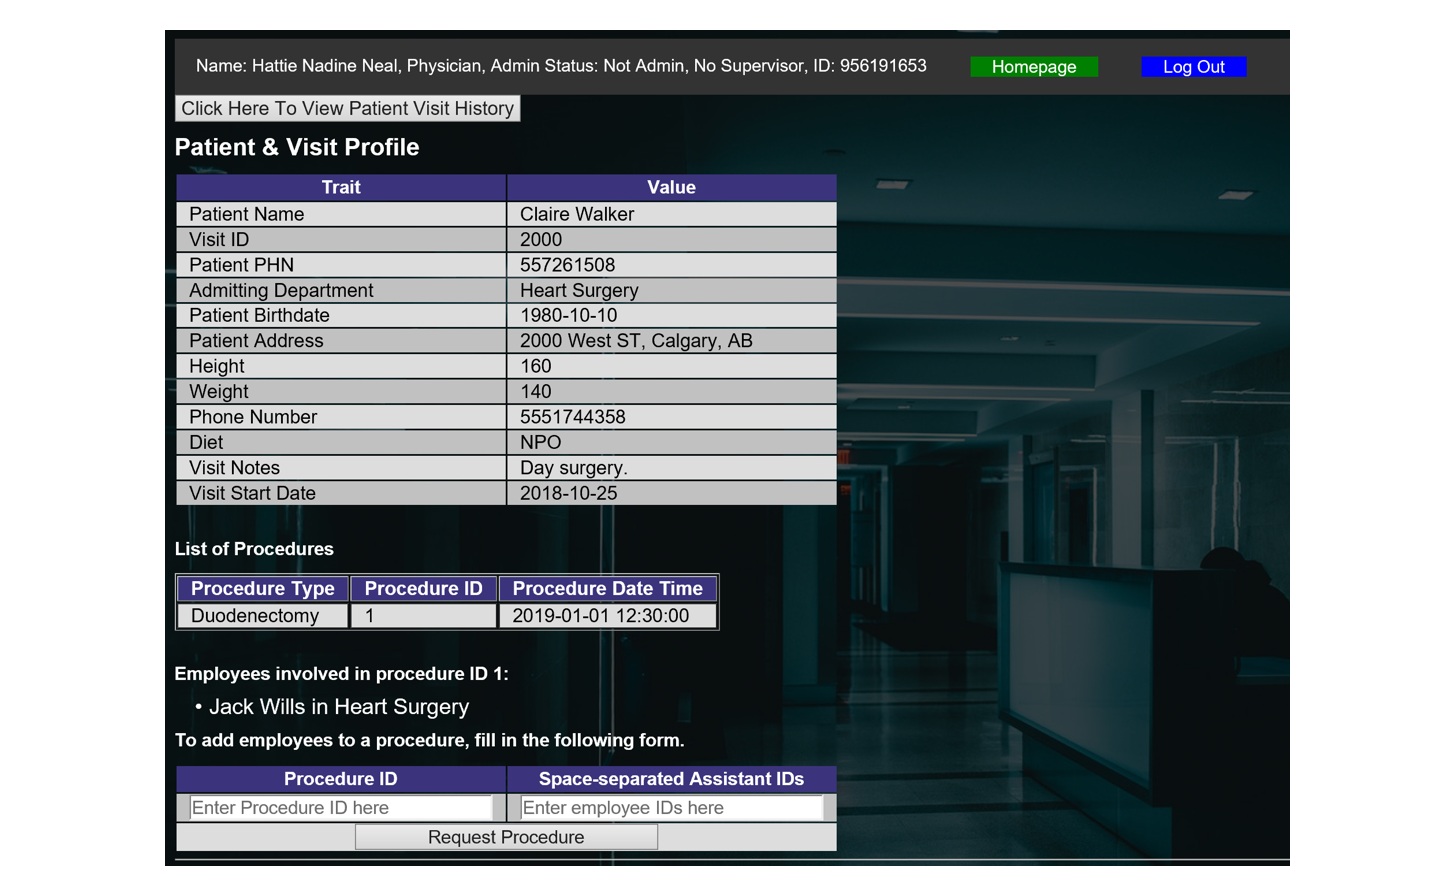 Name: Hattie Nadine Neal, Physician, Admin Status: Not Admin, No Supervisor, ID: 956191653 Homepage Log Out
Click Here To View Patient Visit History
Patient & Visit Profile
Trait Value
Patient Name Claire Walker
Visit ID 2000
Patient PHN 557261508
Admitting Department Heart Surgery
Patient Birthdate 1980-10-10
Patient Address 2000 West ST, Calgary, AB
Height 160
Weight 140
Phone Number 5551744358
Diet NPO
Visit Notes Day surgery.
Visit Start Date 2018-10-25
List of Procedures
Procedure Type Procedure ID Procedure Date Time
Duodenectomy 1 2019-01-01 12:30:00
Employees involved in procedure ID 1:
• Jack Wills in Heart Surgery
To add employees to a procedure, fill in the following form.
Procedure ID Space-separated Assistant IDs
Enter Procedure ID here Enter employee IDs here
Request Procedure